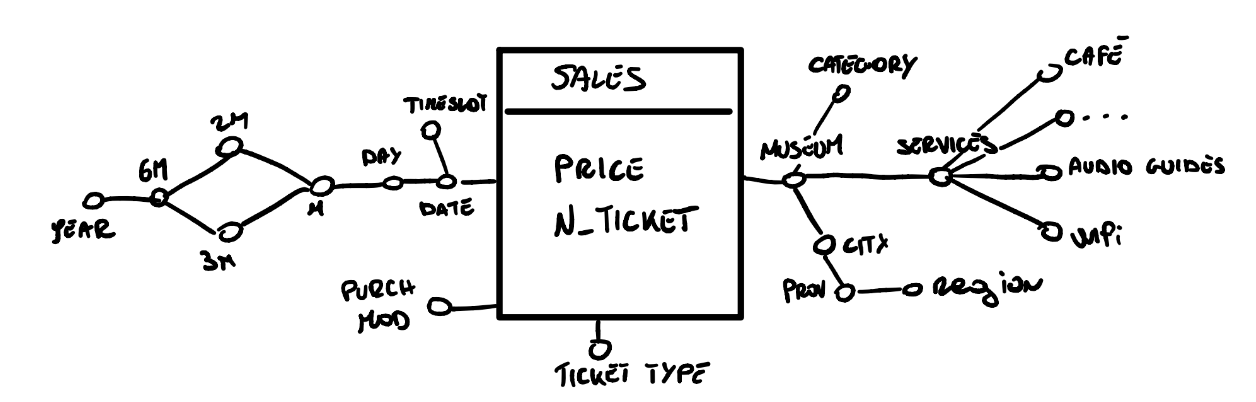 SALES
PRICE
N_TICKET
TIMESLOT
DAY
DATE
2M
6M
M
YEAR
3M
PURCH
MOD
TICKET TYPE
CATEGORY
MUSEUM
SERVICES
CAFÉ
....
AUDIO GUIDES
WiFi
CITY
PROV
REGiON